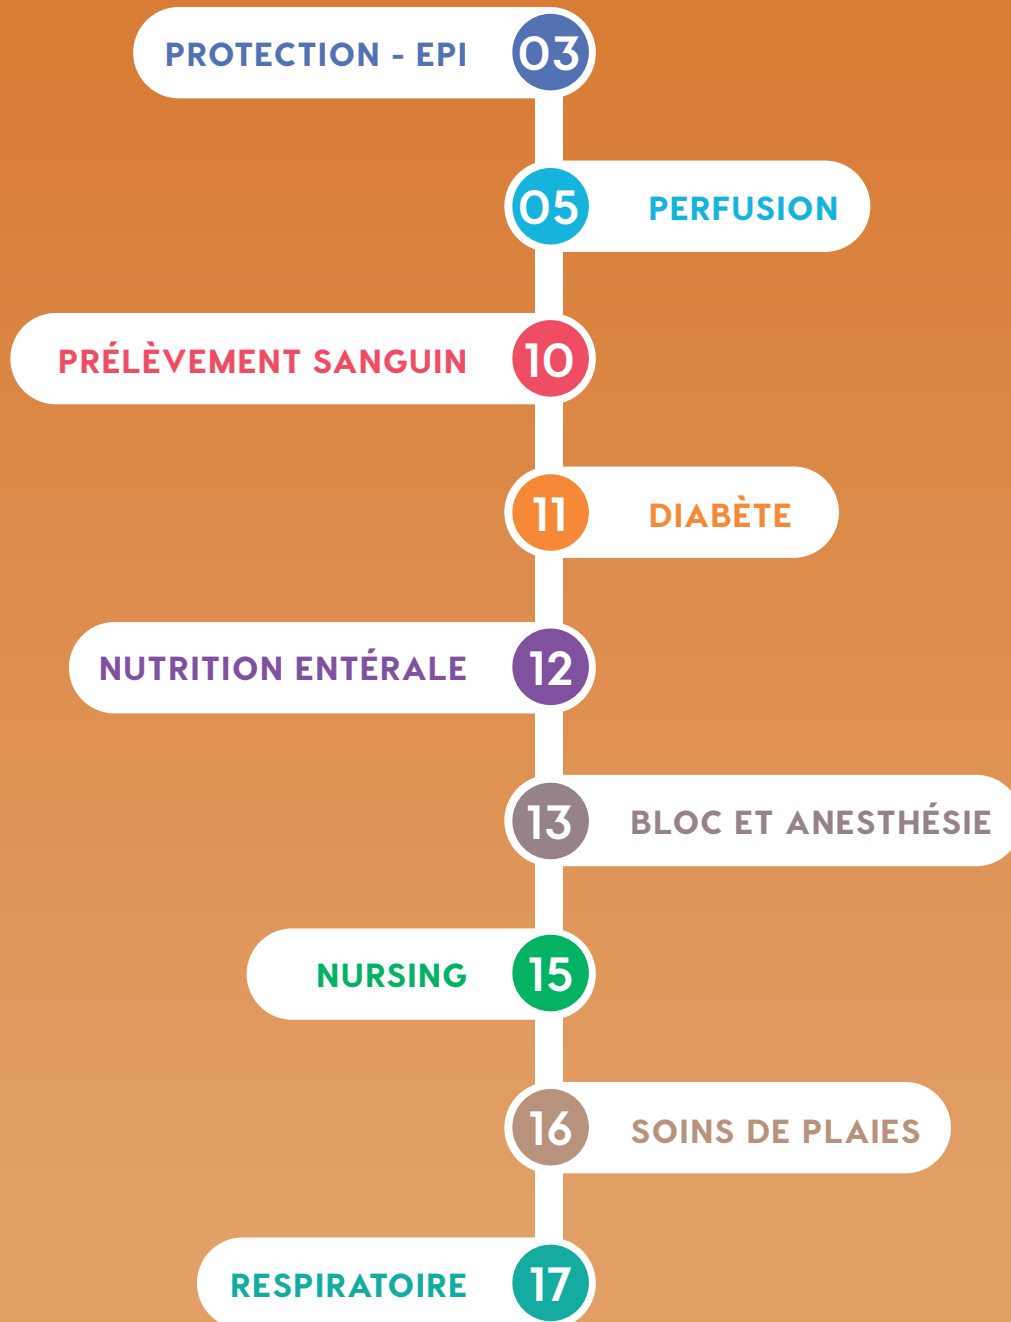 PROTECTION - EPI 03
05 PERFUSION
PRÉLÈVEMENT SANGUIN 10
11 DIABÈTE
NUTRITION ENTÉRALE 12
13 BLOC ET ANESTHÉSIE
NURSING 15
16 SOINS DE PLAIES
RESPIRATOIRE 17